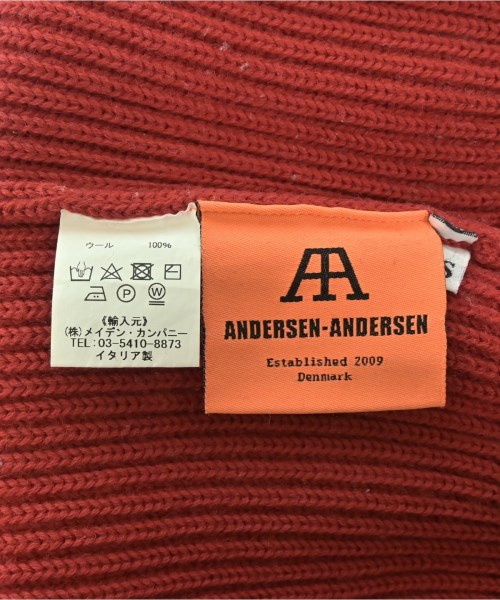 ウール 100%
《輸入元》
(株)メイデン・カンパニー
TEL:03-5410-8873
イタリア製
ANDERSEN-ANDERSEN
Established 2009
Denmark
S